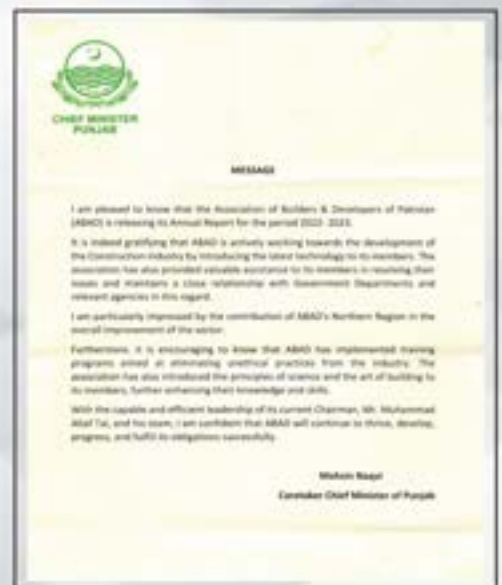 CHIEF MINISTER
PUNJAB
MESSAGE
I am pleased to know that the Association of Builders & Developers of Pakistan
(ABAD) is releasing its Annual Report for the period 2022- 2023.
It is indeed gratifying that ABAD is actively working towards the development of
the Construction Industry by introducing the latest technology to its members. The
association has also provided valuable assistance to its members in resolving their
issues and maintains a close relationship with Government Departments and
relevant agencies in this regard.
I am particularly impressed by the contribution of ABAD's Northern Region in the
overall improvement of the sector.
Furthermore, it is encouraging to know that ABAD has implemented training
programs aimed at eliminating unethical practices from the industry. The
association has also introduced the principles of science and the art of building to
its members, further enhancing their knowledge and skills.
With the capable and efficient leadership of its current Chairman, Mr. Muhammad
Altaf Tai, and his team, I am confident that ABAD will continue to thrive, develop,
progress, and fulfil its obligations successfully.
Mohsin Naqvi
Caretaker Chief Minister of Punjab